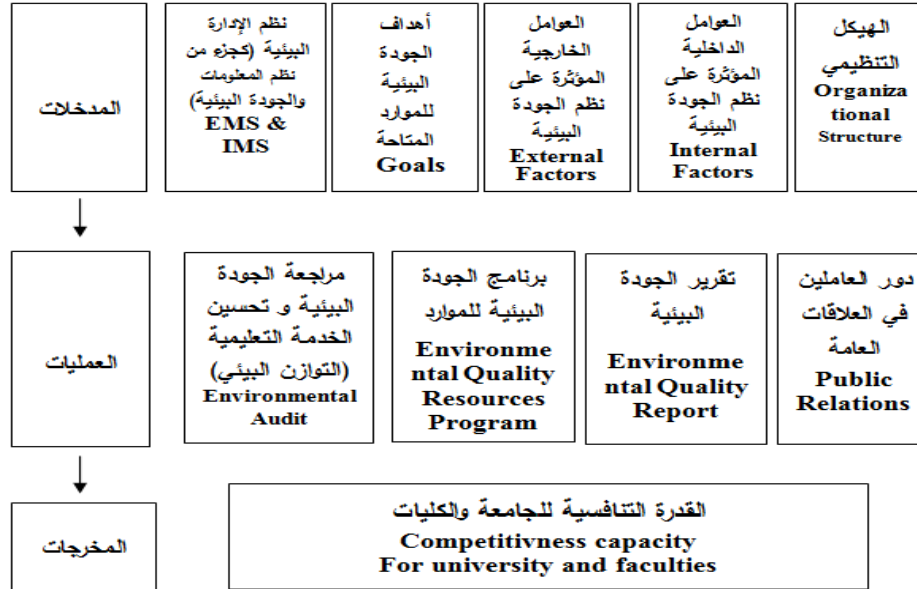 الهيكل
التنظيمي
Organiza
tional
Structure
العوامل
الداخلية
المؤثرة على
نظم الجودة
البيئية
Internal
Factors
العوامل
الخارجية
المؤثرة على
نظم الجودة
البيئية
External
Factors
أهداف
الجودة
البيئية
للموارد
المتاحة
Goals
نظم الإدارة
البيئية (كجزء من
نظم المعلومات
والجودة البيئية)
EMS &
IMS
المدخلات
دور العاملين
في العلاقات
العامة
Public
Relations
تقرير الجودة
البيئية
Environme
ntal Quality
Report
برنامج الجودة
البيئية للموارد
Environme
ntal Quality
Resources
Program
مراجعة الجودة
البيئية و تحسين
الخدمة التعليمية
(التوازن البيئي)
Environmental
Audit
العمليات
القدرة التنافسية للجامعة والكليات
Competitivness capacity
For university and faculties
المخرجات